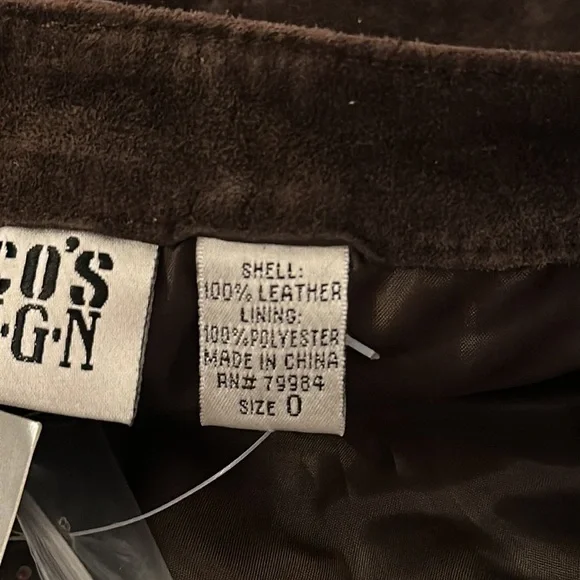 CO'S
·G·N
SHELL:
100% LEATHER
LINING:
100% POLYESTER
MADE IN CHINA
RN# 79984
SIZE 0